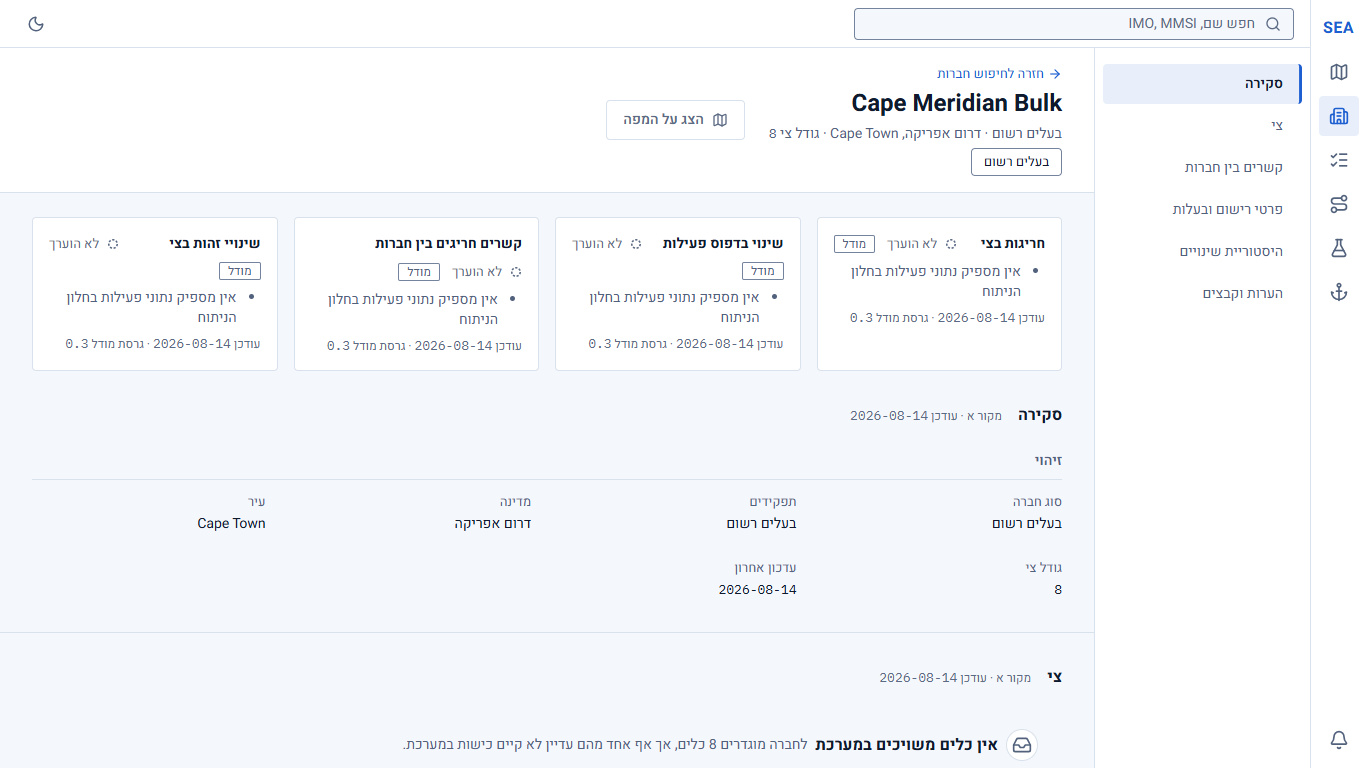 SEA
חפש שם, IMO, MMSI
סקירה
צי
קשרים בין חברות
פרטי רישום ובעלות
היסטוריית שינויים
הערות וקבצים
חזרה לחיפוש חברות
Cape Meridian Bulk
בעלים רשום · דרום אפריקה, Cape Town · גודל צי 8
בעלים רשום
הצג על המפה
חריגות בצי
לא הוערך
מודל
אין מספיק נתוני פעילות בחלון
הניתוח
עודכן 2026-08-14 · גרסת מודל 0.3
שינוי בדפוס פעילות
לא הוערך
מודל
אין מספיק נתוני פעילות בחלון
הניתוח
עודכן 2026-08-14 · גרסת מודל 0.3
קשרים חריגים בין חברות
לא הוערך
מודל
אין מספיק נתוני פעילות בחלון
הניתוח
עודכן 2026-08-14 · גרסת מודל 0.3
שינויי זהות בצי
לא הוערך
מודל
אין מספיק נתוני פעילות בחלון
הניתוח
עודכן 2026-08-14 · גרסת מודל 0.3
סקירה
מקור א · עודכן 2026-08-14
זיהוי
סוג חברה
בעלים רשום
תפקידים
בעלים רשום
מדינה
דרום אפריקה
עיר
Cape Town
גודל צי
8
עדכון אחרון
2026-08-14
צי
מקור א · עודכן 2026-08-14
אין כלים משויכים במערכת
לחברה מוגדרים 8 כלים, אך אף אחד מהם עדיין לא קיים כישות במערכת.